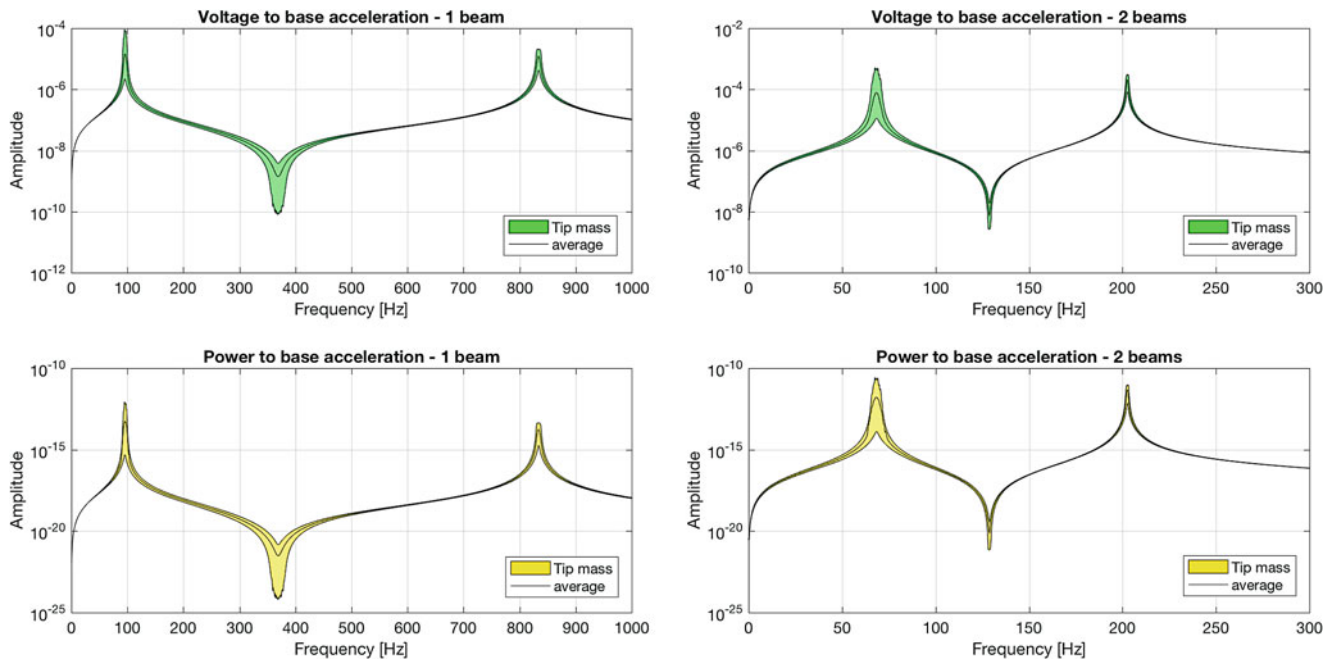 Voltage to base acceleration - 1 beam
10^-4
10^-6
10^-8
10^-10
10^-12
Amplitude
Tip mass
average
0 100 200 300 400 500 600 700 800 900 1000
Frequency [Hz]
Voltage to base acceleration - 2 beams
10^-2
10^-4
10^-6
10^-8
10^-10
Amplitude
Tip mass
average
0 50 100 150 200 250 300
Frequency [Hz]
Power to base acceleration - 1 beam
10^-10
10^-15
10^-20
10^-25
Amplitude
Tip mass
average
0 100 200 300 400 500 600 700 800 900 1000
Frequency [Hz]
Power to base acceleration - 2 beams
10^-10
10^-15
10^-20
10^-25
Amplitude
Tip mass
average
0 50 100 150 200 250 300
Frequency [Hz]